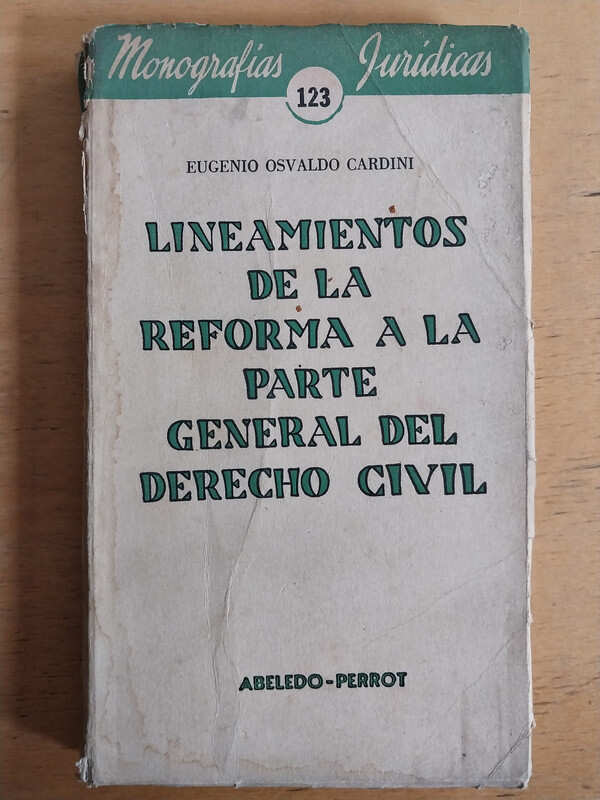 Monografías Jurídicas
123
EUGENIO OSVALDO CARDINI
LINEAMIENTOS
DE LA
REFORMA A LA
PARTE
GENERAL DEL
DERECHO CIVIL
ABELEDO-PERROT